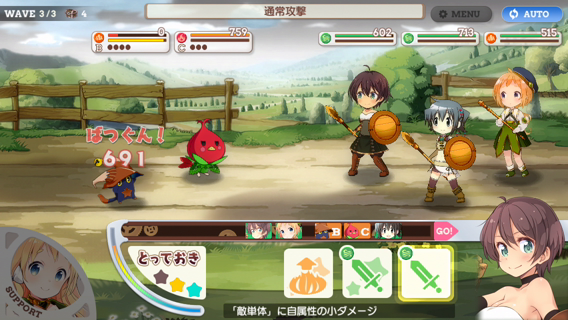 WAVE 3/3 4
通常攻撃
MENU
AUTO
B 0
C 759
602
713
515
ばつぐん!
691
B C GO!
とっておき
SUPPORT
「敵単体」に自属性の小ダメージ